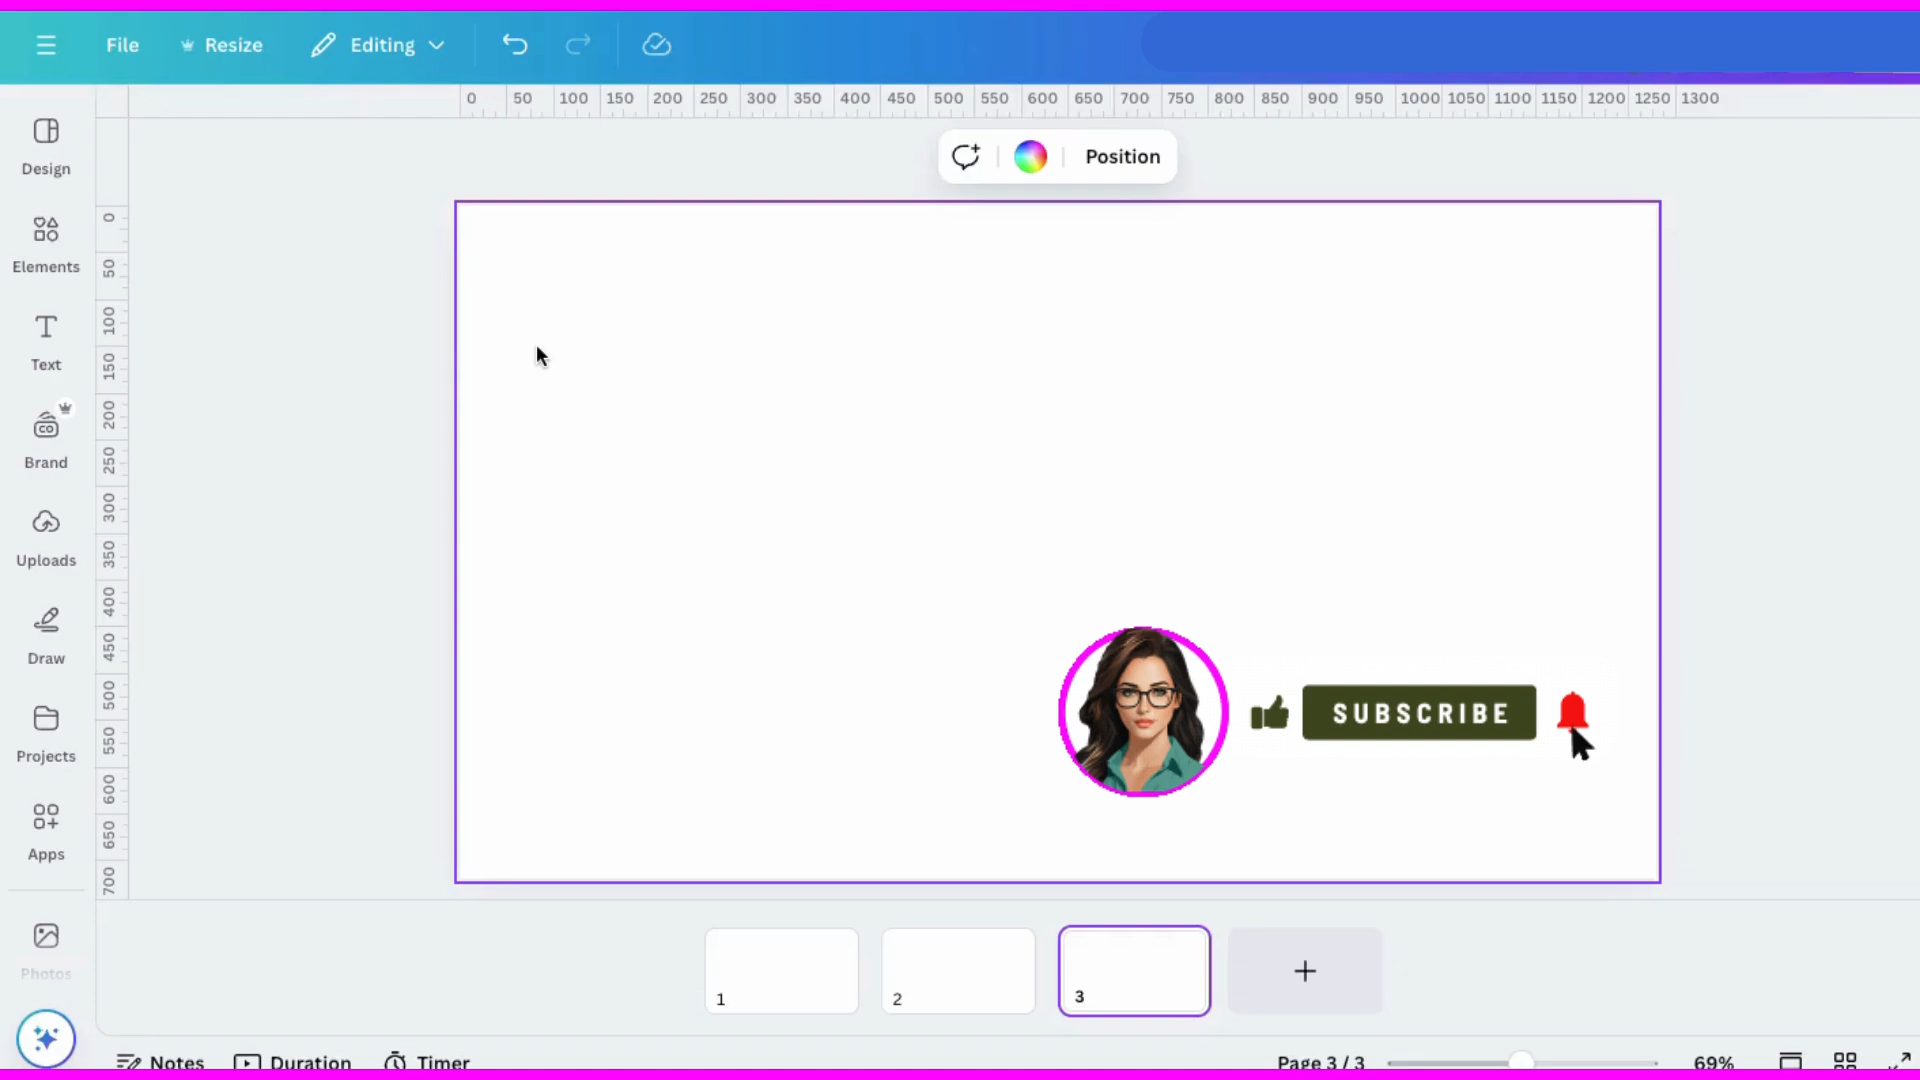 File Resize Editing
0 50 100 150 200 250 300 350 400 450 500 550 600 650 700 750 800 850 900 950 1000 1050 1100 1150 1200 1250 1300
Position
Design
Elements
Text
CO
Brand
Uploads
Draw
Projects
Apps
Photos
0
50
100
150
200
250
300
350
400
450
500
550
600
650
700
SUBSCRIBE
1
2
3
Notes Duration Timer Page 3 / 3 69%